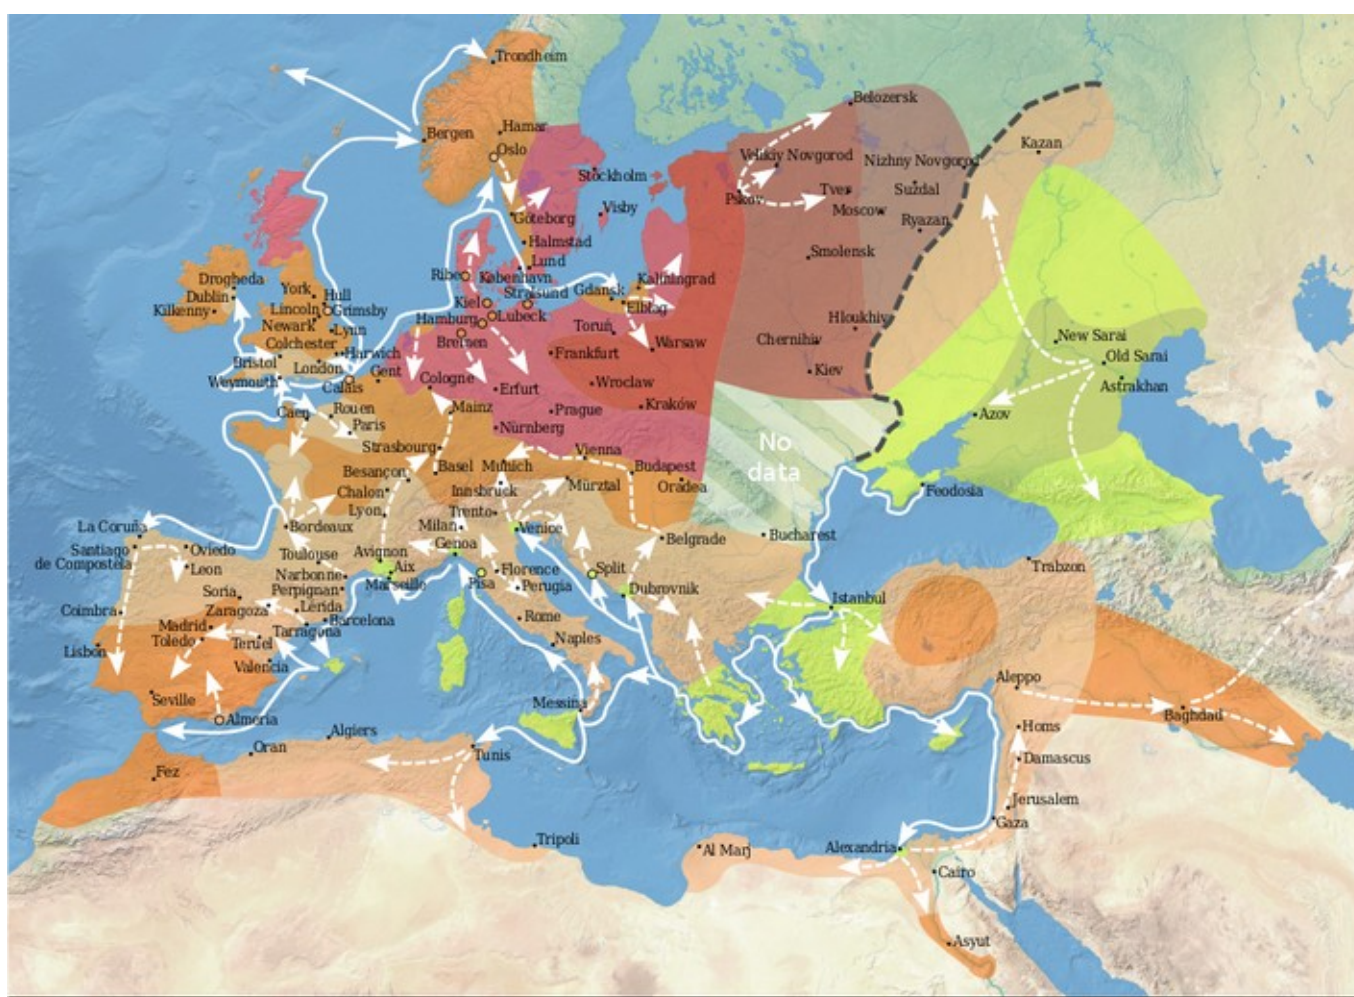 Trondheim
Bergen
Hamar
Oslo
Stockholm
Göteborg
Visby
Halmstad
Lund
Ribe
København
Belozersk
Velikiy Novgorod
Nizhny Novgorod
Kazan
Pskov
Tver
Suzdal
Moscow
Ryazan
Smolensk
Drogheda
Dublin
Kilkenny
York
Hull
Lincoln
Grimsby
Newark
Lynn
Colchester
Harwich
Bristol
London
Weymouth
Calais
Gent
Kiel
Stralsund
Gdansk
Kaliningrad
Elbląg
Hamburg
Lubeck
Bremen
Toruń
Warsaw
Frankfurt
Hloukhiv
Chernihiv
Kiev
New Sarai
Old Sarai
Astrakhan
Azov
Cologne
Erfurt
Wroclaw
Kraków
Caen
Rouen
Paris
Mainz
Prague
Nürnberg
No
data
Strasbourg
Vienna
Besançon
Basel
Munich
Budapest
Chalon
Innsbruck
Mürztal
Oradea
Feodosia
Lyon
Trento
La Coruña
Bordeaux
Milan
Venice
Santiago
de Compostela
Oviedo
Leon
Toulouse
Avignon
Genoa
Belgrade
Bucharest
Aix
Narbonne
Marseille
Pisa
Florence
Split
Trabzon
Soria
Perpignan
Perugia
Dubrovnik
Istanbul
Coimbra
Zaragoza
Lérida
Madrid
Barcelona
Rome
Lisbon
Toledo
Teruel
Tarragona
Naples
Valencia
Seville
Messina
Aleppo
Almeria
Baghdad
Algiers
Homs
Oran
Tunis
Fez
Damascus
Jerusalem
Gaza
Tripoli
Al Marj
Alexandria
Cairo
Asyut